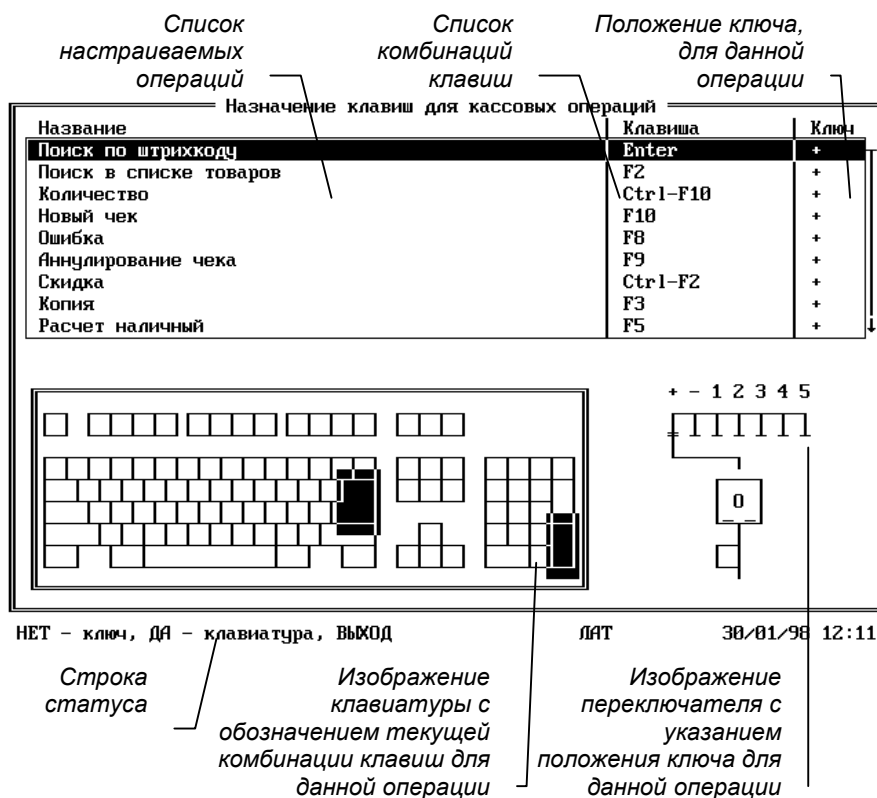 Список настраиваемых операций
Список комбинаций клавиш
Положение ключа, для данной операции
Назначение клавиш для кассовых операций
Название Клавиша Ключ
Поиск по штрихкоду Enter +
Поиск в списке товаров F2 +
Количество Ctrl-F10 +
Новый чек F10 +
Ошибка F8 +
Аннулирование чека F9 +
Скидка Ctrl-F2 +
Копия F3 +
Расчет наличный F5 +
+ - 1 2 3 4 5
0
НЕТ - ключ, ДА - клавиатура, ВЫХОД ЛАТ 30/01/98 12:11
Строка статуса
Изображение клавиатуры с обозначением текущей комбинации клавиш для данной операции
Изображение переключателя с указанием положения ключа для данной операции